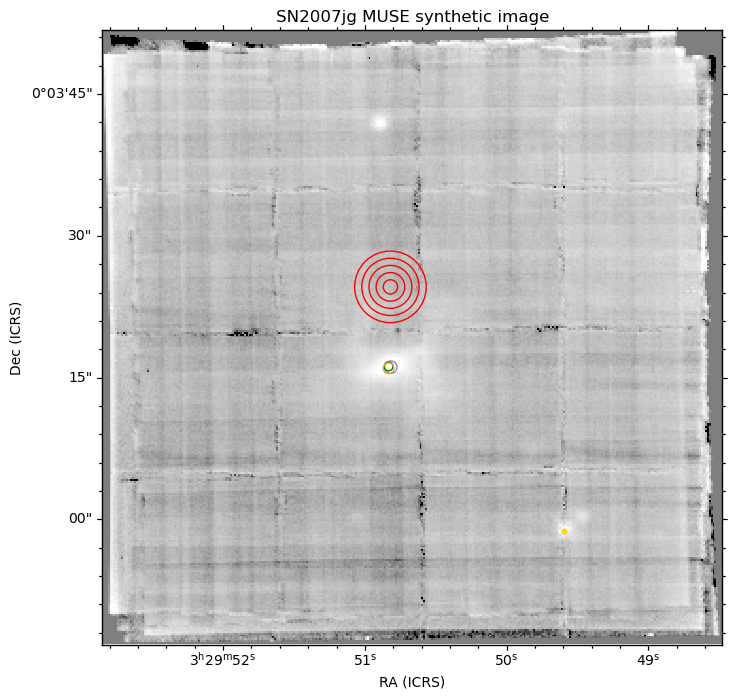 SN2007jg MUSE synthetic image
0°03'45"
30"
15"
00"
Dec (ICRS)
3ʰ29ᵐ52ˢ
51ˢ
50ˢ
49ˢ
RA (ICRS)